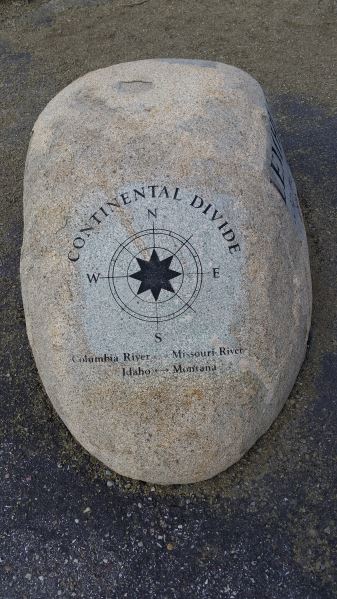 CONTINENTAL DIVIDE
N
W E
S
Columbia River ←→ Missouri River
Idaho ←→ Montana